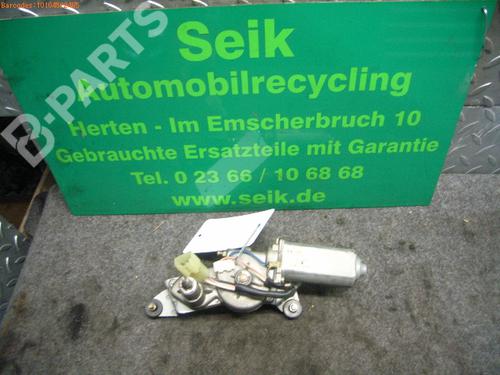 Seik
Automobilrecycling
Herten - Im Emscherbruch 10
Gebrauchte Ersatzteile mit Garantie
Tel. 0 23 66 / 10 68 68
www.seik.de
B-PARTS